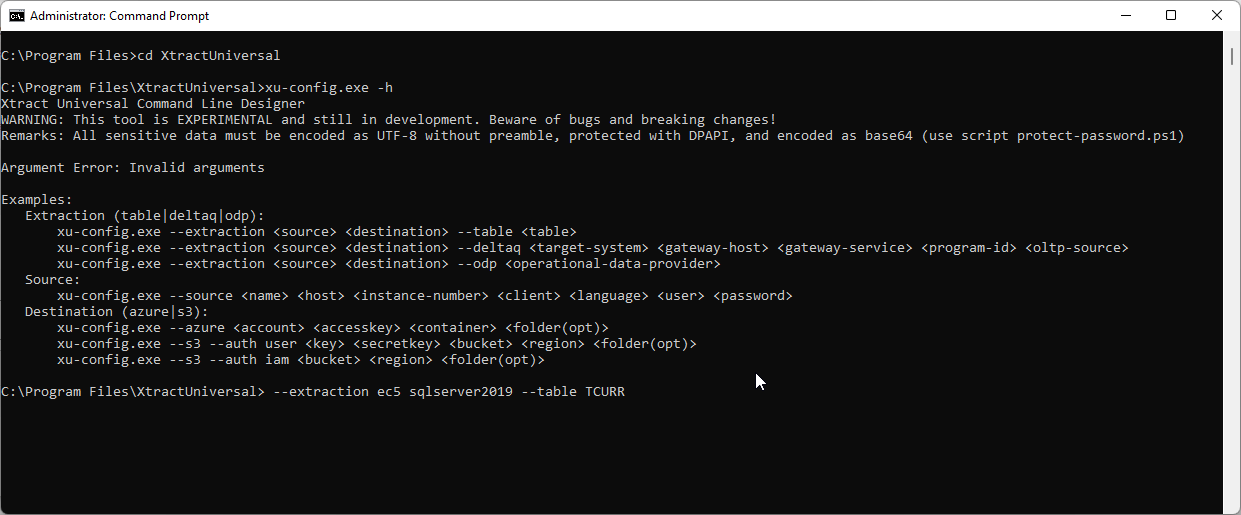 Administrator: Command Prompt
C:\Program Files>cd XtractUniversal
C:\Program Files\XtractUniversal>xu-config.exe -h
Xtract Universal Command Line Designer
WARNING: This tool is EXPERIMENTAL and still in development. Beware of bugs and breaking changes!
Remarks: All sensitive data must be encoded as UTF-8 without preamble, protected with DPAPI, and encoded as base64 (use script protect-password.ps1)
Argument Error: Invalid arguments
Examples:
Extraction (table|deltaq|odp):
xu-config.exe --extraction <source> <destination> --table <table>
xu-config.exe --extraction <source> <destination> --deltaq <target-system> <gateway-host> <gateway-service> <program-id> <oltp-source>
xu-config.exe --extraction <source> <destination> --odp <operational-data-provider>
Source:
xu-config.exe --source <name> <host> <instance-number> <client> <language> <user> <password>
Destination (azure|s3):
xu-config.exe --azure <account> <accesskey> <container> <folder(opt)>
xu-config.exe --s3 --auth user <key> <secretkey> <bucket> <region> <folder(opt)>
xu-config.exe --s3 --auth iam <bucket> <region> <folder(opt)>
C:\Program Files\XtractUniversal> --extraction ec5 sqlserver2019 --table TCURR